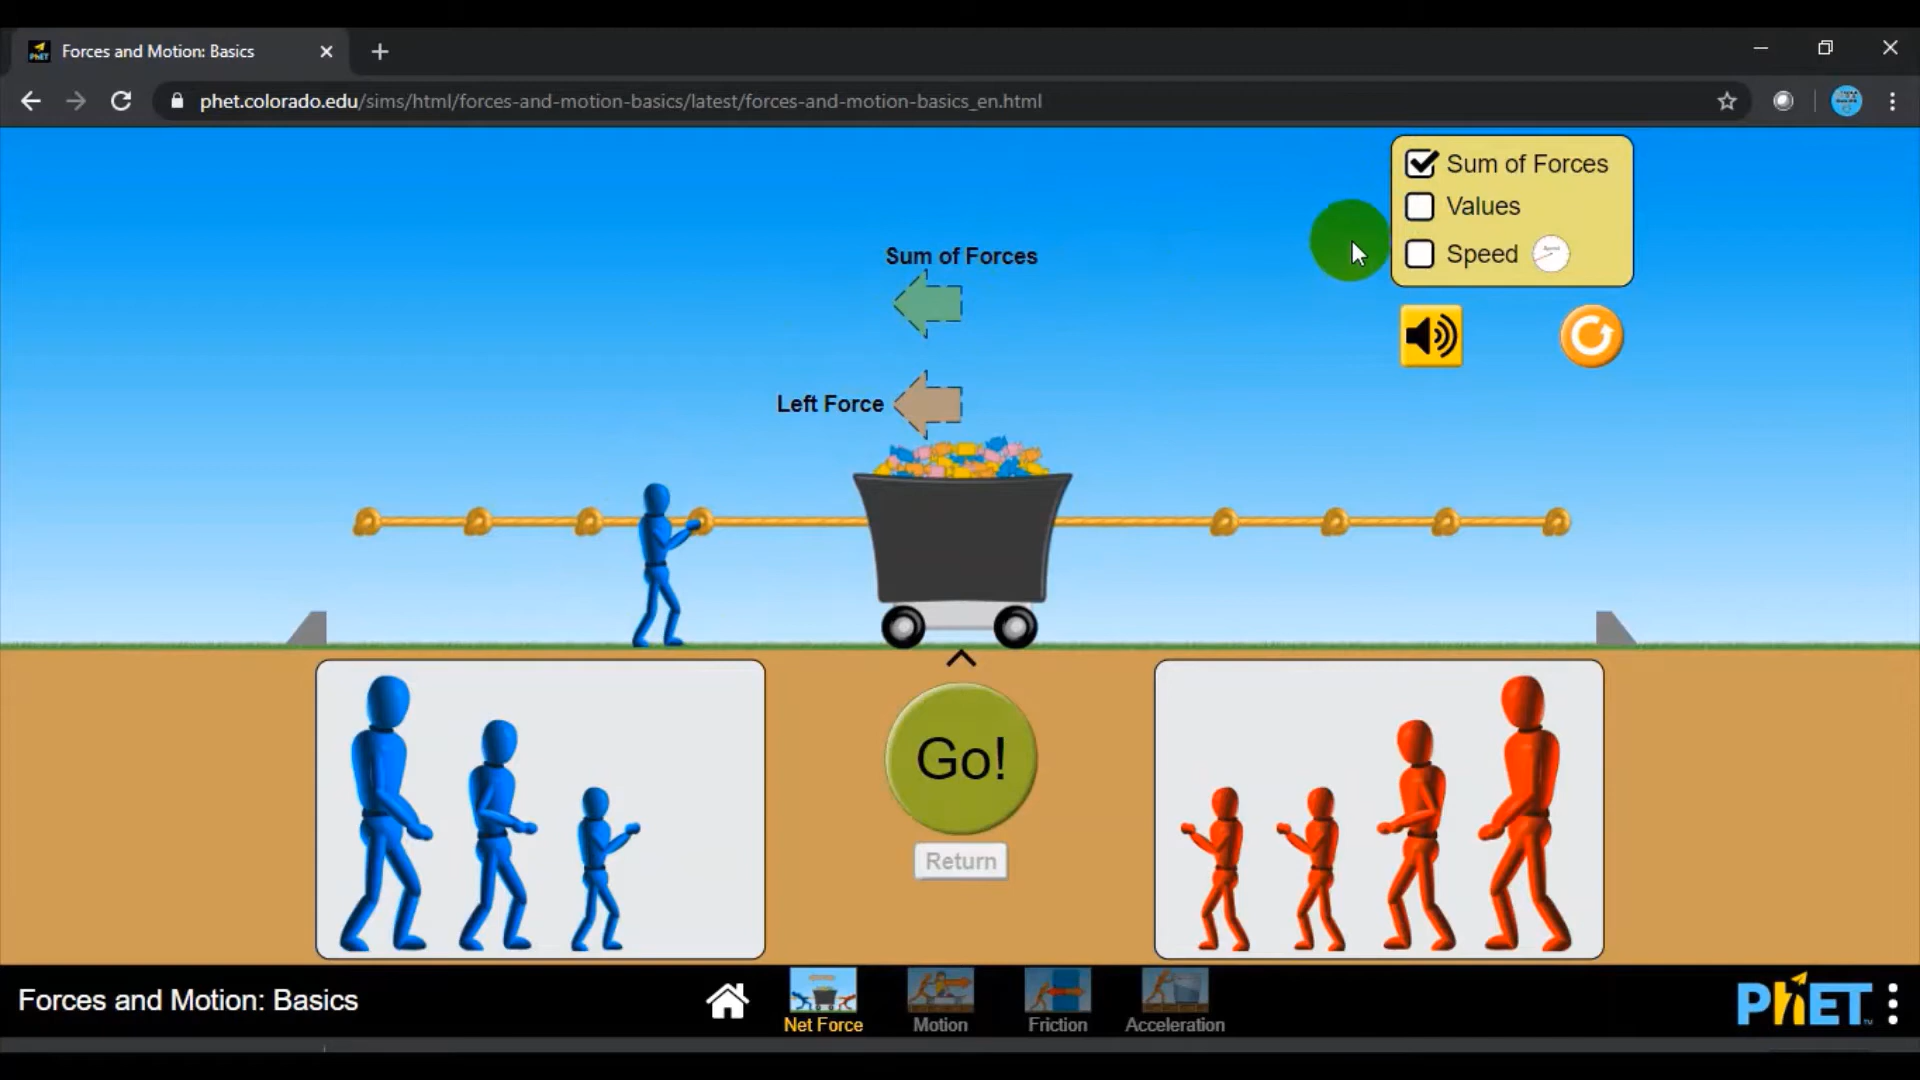 Forces and Motion: Basics
phet.colorado.edu/sims/html/forces-and-motion-basics/latest/forces-and-motion-basics_en.html
Sum of Forces
Values
Speed
Sum of Forces
Left Force
Go!
Return
Forces and Motion: Basics
Net Force
Motion
Friction
Acceleration
PhET